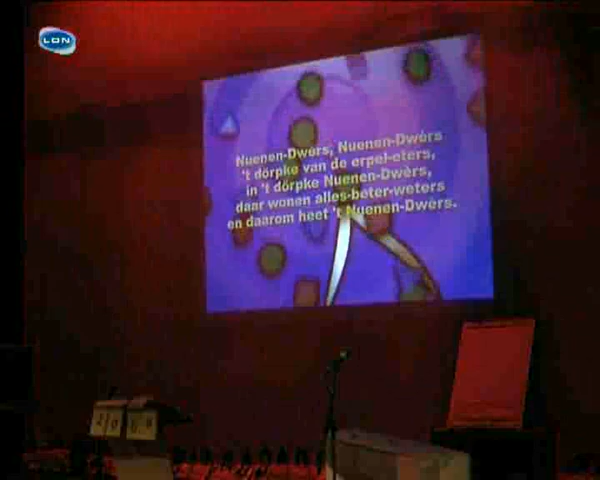 LON
Nuenen-Dwèrs, Nuenen-Dwèrs
't dörpke van de erpel-eters,
in 't dörpke Nuenen-Dwèrs,
daar wonen alles-beter-weters
en daarom heet 't Nuenen-Dwèrs.